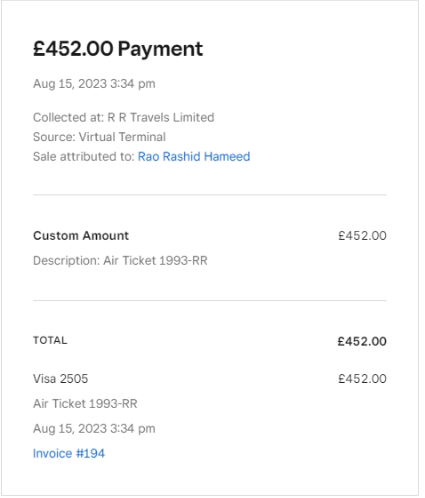 £452.00 Payment
Aug 15, 2023 3:34 pm
Collected at: R R Travels Limited
Source: Virtual Terminal
Sale attributed to: Rao Rashid Hameed
Custom Amount £452.00
Description: Air Ticket 1993-RR
TOTAL £452.00
Visa 2505 £452.00
Air Ticket 1993-RR
Aug 15, 2023 3:34 pm
Invoice #194